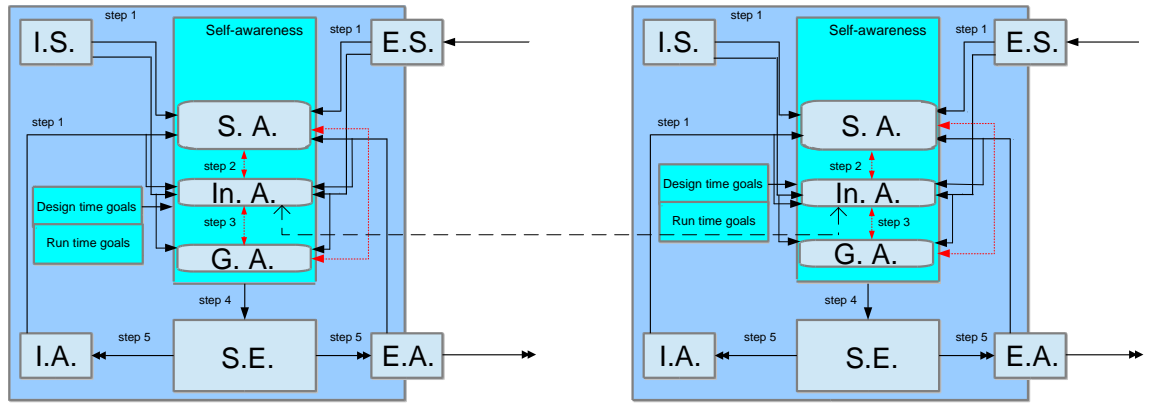 step 1
I.S.
Self-awareness
step 1
E.S.
S. A.
step 1
step 2
In. A.
Design time goals
Run time goals
step 3
G. A.
step 4
I.A.
step 5
S.E.
step 5
E.A.
step 1
I.S.
Self-awareness
step 1
E.S.
S. A.
step 1
step 2
In. A.
Design time goals
Run time goals
step 3
G. A.
step 4
I.A.
step 5
S.E.
step 5
E.A.